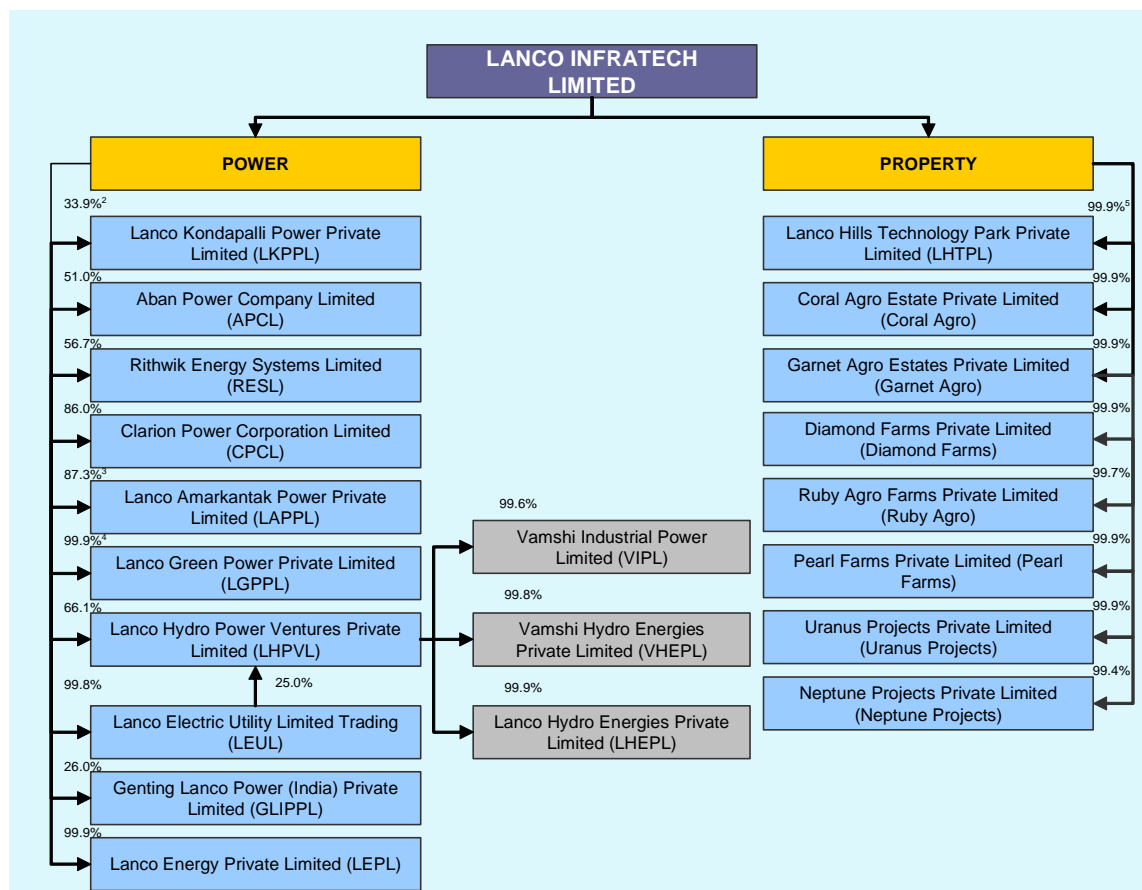 LANCO INFRATECH
LIMITED
POWER
33.9%2
Lanco Kondapalli Power Private
Limited (LKPPL)
51.0%
Aban Power Company Limited
(APCL)
56.7%
Rithwik Energy Systems Limited
(RESL)
86.0%
Clarion Power Corporation Limited
(CPCL)
87.3%3
Lanco Amarkantak Power Private
Limited (LAPPL)
99.9%4
Lanco Green Power Private Limited
(LGPPL)
66.1%
Lanco Hydro Power Ventures Private
Limited (LHPVL)
99.8%
25.0%
Lanco Electric Utility Limited Trading
(LEUL)
26.0%
Genting Lanco Power (India) Private
Limited (GLIPPL)
99.9%
Lanco Energy Private Limited (LEPL)
99.6%
Vamshi Industrial Power
Limited (VIPL)
99.8%
Vamshi Hydro Energies
Private Limited (VHEPL)
99.9%
Lanco Hydro Energies Private
Limited (LHEPL)
PROPERTY
99.9%5
Lanco Hills Technology Park Private
Limited (LHTPL)
99.9%
Coral Agro Estate Private Limited
(Coral Agro)
99.9%
Garnet Agro Estates Private Limited
(Garnet Agro)
99.9%
Diamond Farms Private Limited
(Diamond Farms)
99.7%
Ruby Agro Farms Private Limited
(Ruby Agro)
99.9%
Pearl Farms Private Limited (Pearl
Farms)
99.9%
Uranus Projects Private Limited
(Uranus Projects)
99.4%
Neptune Projects Private Limited
(Neptune Projects)